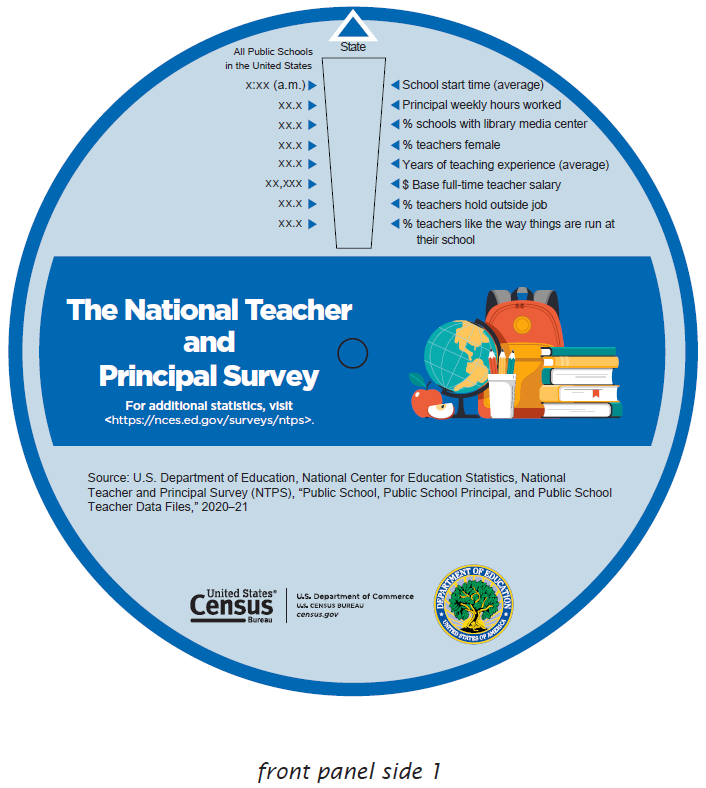 State
All Public Schools
in the United States
x:xx (a.m.) School start time (average)
xx.x Principal weekly hours worked
xx.x % schools with library media center
xx.x % teachers female
xx.x Years of teaching experience (average)
xx,xxx $ Base full-time teacher salary
xx.x % teachers hold outside job
xx.x % teachers like the way things are run at
their school
The National Teacher
and
Principal Survey
For additional statistics, visit
<https://nces.ed.gov/surveys/ntps>.
Source: U.S. Department of Education, National Center for Education Statistics, National
Teacher and Principal Survey (NTPS), “Public School, Public School Principal, and Public School
Teacher Data Files,” 2020–21
United States®
Census
Bureau
U.S. Department of Commerce
U.S. CENSUS BUREAU
census.gov
DEPARTMENT OF EDUCATION
UNITED STATES OF AMERICA
front panel side 1